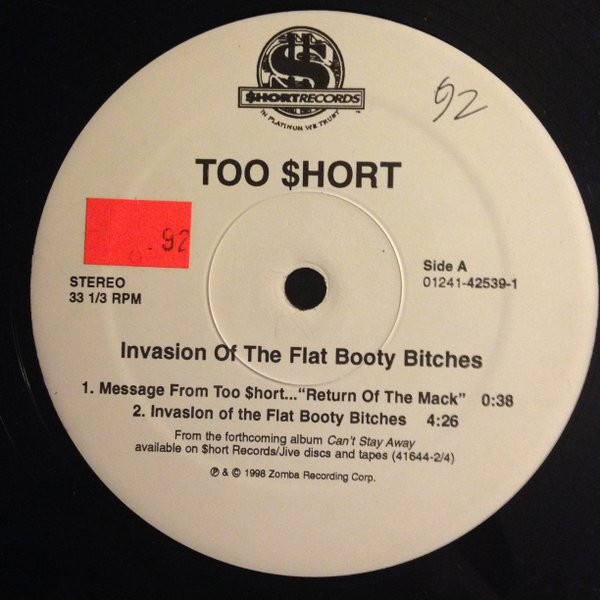 $
$HORTRECORDS
IN PLATINUM WE TRUST
TM
92
TOO $HORT
92
STEREO
33 1/3 RPM
Side A
01241-42539-1
Invasion Of The Flat Booty Bitches
1. Message From Too $hort..."Return Of The Mack" 0:38
2. Invasion of the Flat Booty Bitches 4:26
From the forthcoming album Can't Stay Away
available on $hort Records/Jive discs and tapes (41644-2/4)
℗ & © 1998 Zomba Recording Corp.